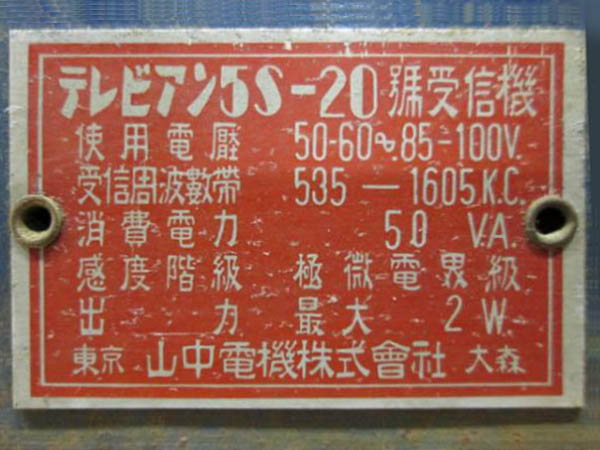 テレビアン5S-20 號受信機
使用電壓 50-60~.85-100V
受信周波數帶 535—1605K.C.
消費電力 50 V.A.
感度階級 極微電界級
出力 最大 2 W.
東京 山中電機株式會社 大森